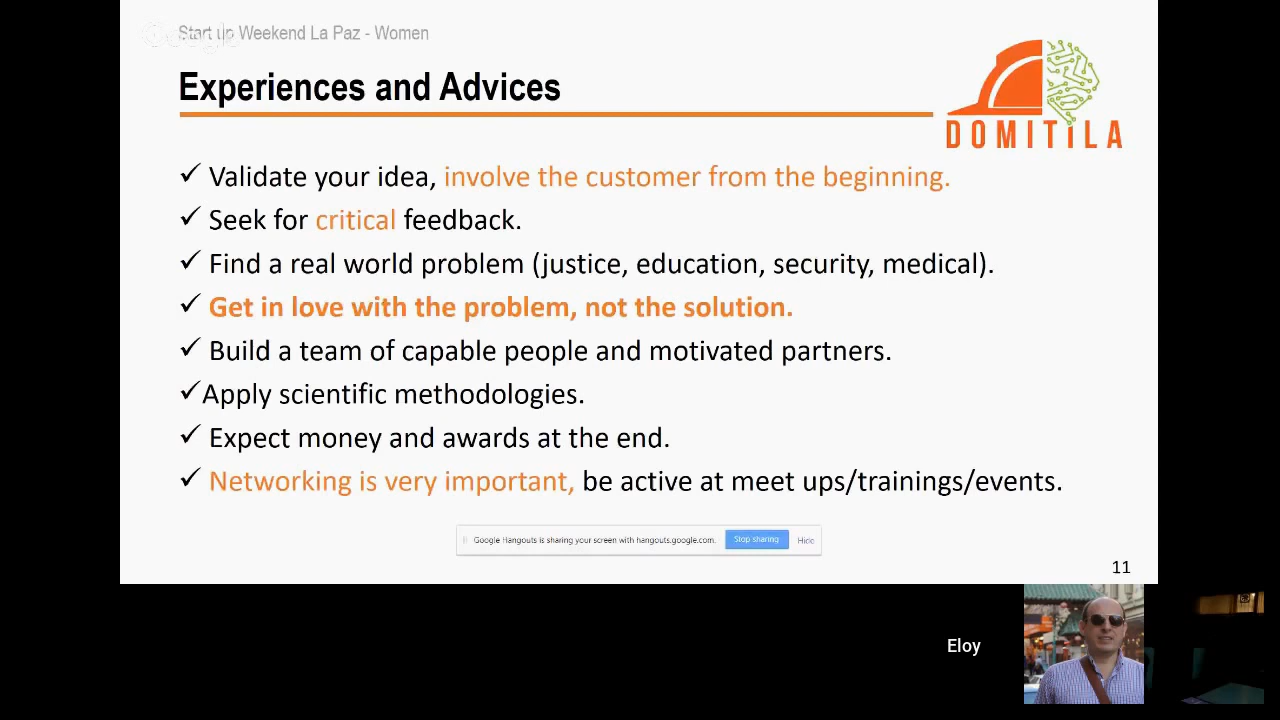 Start up Weekend La Paz - Women
Google
Experiences and Advices
DOMITiLA
✓ Validate your idea, involve the customer from the beginning.
✓ Seek for critical feedback.
✓ Find a real world problem (justice, education, security, medical).
✓ Get in love with the problem, not the solution.
✓ Build a team of capable people and motivated partners.
✓Apply scientific methodologies.
✓ Expect money and awards at the end.
✓ Networking is very important, be active at meet ups/trainings/events.
Google Hangouts is sharing your screen with hangouts.google.com. Stop sharing Hide
11
Eloy